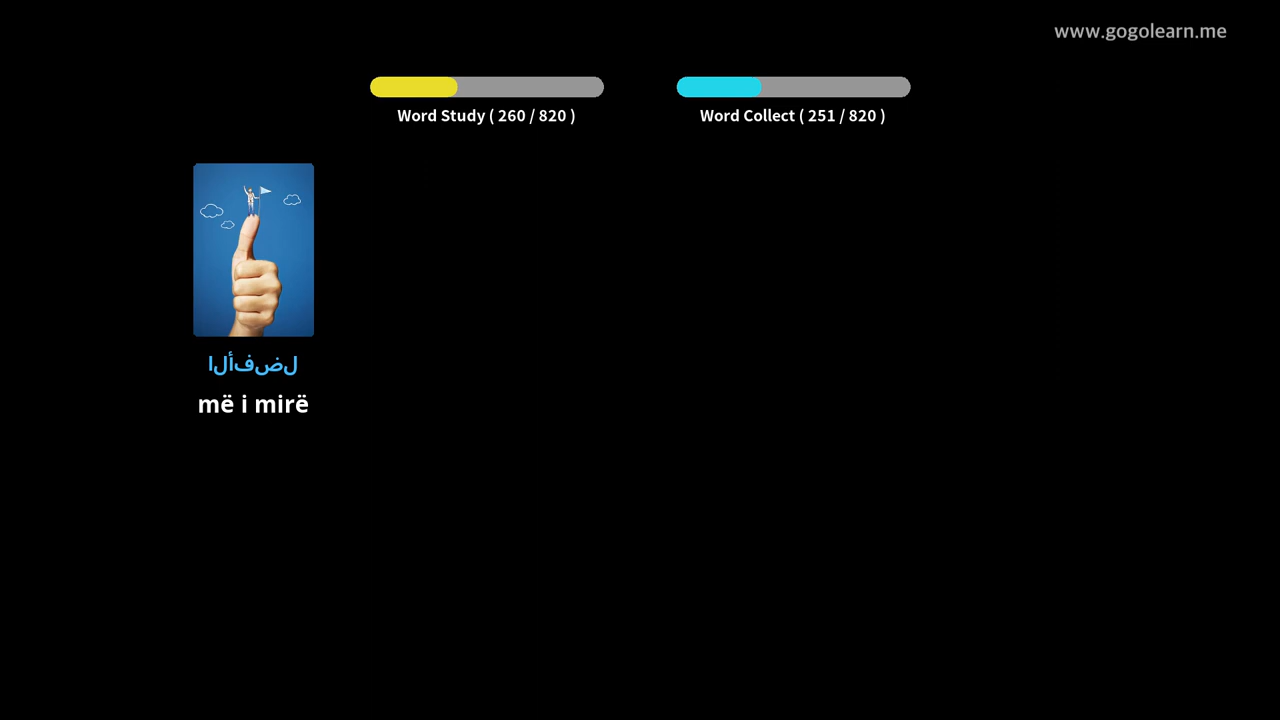 www.gogolearn.me
Word Study ( 260 / 820 )
Word Collect ( 251 / 820 )
الأفضل
më i mirë